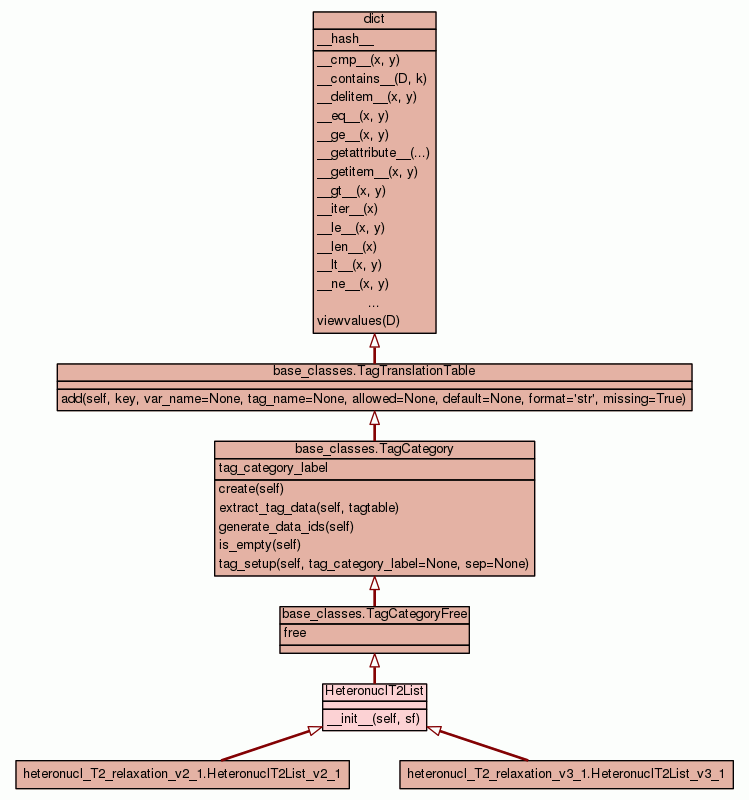 dict
__hash__
__cmp__(x, y)
__contains__(D, k)
__delitem__(x, y)
__eq__(x, y)
__ge__(x, y)
__getattribute__(...)
__getitem__(x, y)
__gt__(x, y)
__iter__(x)
__le__(x, y)
__len__(x)
__lt__(x, y)
__ne__(x, y)
...
viewvalues(D)
base_classes.TagTranslationTable
add(self, key, var_name=None, tag_name=None, allowed=None, default=None, format='str', missing=True)
base_classes.TagCategory
tag_category_label
create(self)
extract_tag_data(self, tagtable)
generate_data_ids(self)
is_empty(self)
tag_setup(self, tag_category_label=None, sep=None)
base_classes.TagCategoryFree
free
HeteronuclT2List
__init__(self, sf)
heteronucl_T2_relaxation_v2_1.HeteronuclT2List_v2_1
heteronucl_T2_relaxation_v3_1.HeteronuclT2List_v3_1